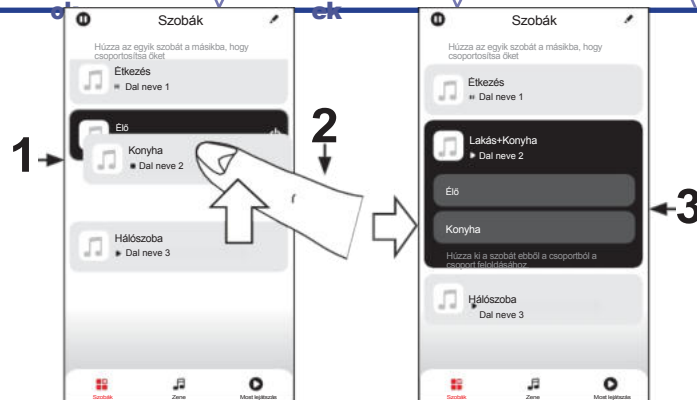 Szobák
Húzza az egyik szobát a másikba, hogy
csoportosítsa őket
Étkezés
Dal neve 1
Élő
Konyha
Dal neve 2
Hálószoba
Dal neve 3
Szobák
Zene
Most lejátszás
1
2
Szobák
Húzza az egyik szobát a másikba, hogy
csoportosítsa őket
Étkezés
Dal neve 1
Lakás+Konyha
Dal neve 2
Élő
Konyha
Húzza ki a szobát ebből a csoportból a
csoport feloldásához
Hálószoba
Dal neve 3
Szobák
Zene
Most lejátszás
3